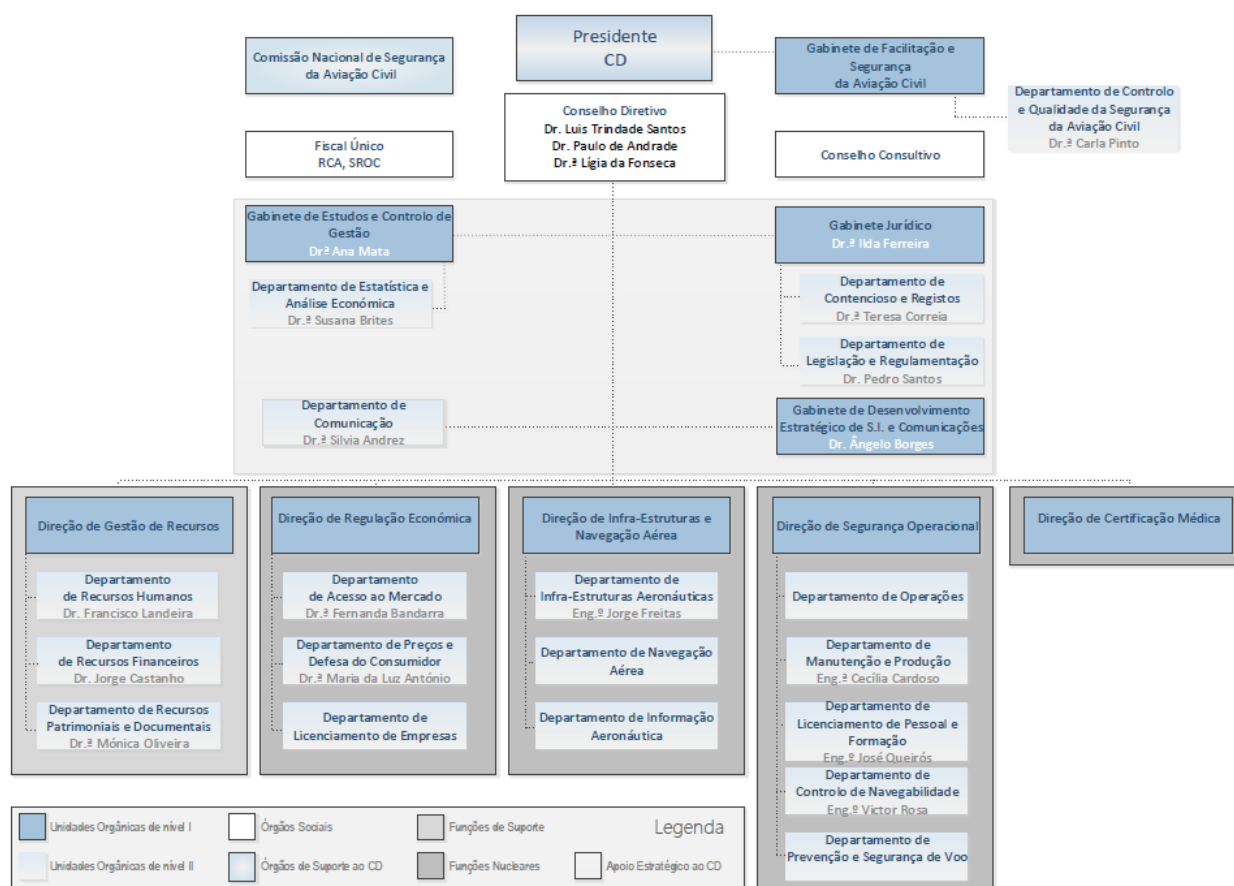 Presidente
CD
Comissão Nacional de Segurança
da Aviação Civil
Gabinete de Facilitação e
Segurança
da Aviação Civil
Departamento de Controlo
e Qualidade da Segurança
da Aviação Civil
Dr.ª Carla Pinto
Conselho Diretivo
Dr. Luis Trindade Santos
Dr. Paulo de Andrade
Dr.ª Lígia da Fonseca
Fiscal Único
RCA, SROC
Conselho Consultivo
Gabinete de Estudos e Controlo de
Gestão
Drª Ana Mata
Gabinete Jurídico
Dr.ª Ilda Ferreira
Departamento de Estatística e
Análise Económica
Dr.ª Susana Brites
Departamento de
Contencioso e Registos
Dr.ª Teresa Correia
Departamento de
Legislação e Regulamentação
Dr. Pedro Santos
Departamento de
Comunicação
Dr.ª Silvia Andrez
Gabinete de Desenvolvimento
Estratégico de S.I. e Comunicações
Dr. Ângelo Borges
Direção de Gestão de Recursos
Departamento
de Recursos Humanos
Dr. Francisco Landeira
Departamento
de Recursos Financeiros
Dr. Jorge Castanho
Departamento de Recursos
Patrimoniais e Documentais
Dr.ª Mónica Oliveira
Direção de Regulação Económica
Departamento
de Acesso ao Mercado
Dr.ª Fernanda Bandarra
Departamento de Preços e
Defesa do Consumidor
Dr.ª Maria da Luz António
Departamento de
Licenciamento de Empresas
Direção de Infra-Estruturas e
Navegação Aérea
Departamento de
Infra-Estruturas Aeronáuticas
Eng.º Jorge Freitas
Departamento de Navegação
Aérea
Departamento de Informação
Aeronáutica
Direção de Segurança Operacional
Departamento de Operações
Departamento de
Manutenção e Produção
Eng.ª Cecília Cardoso
Departamento de
Licenciamento de Pessoal e
Formação
Eng.º José Queirós
Departamento de
Controlo de Navegabilidade
Eng.º Victor Rosa
Departamento de
Prevenção e Segurança de Voo
Direção de Certificação Médica
Legenda
Unidades Orgânicas de nível I
Órgãos Sociais
Funções de Suporte
Unidades Orgânicas de nível II
Órgãos de Suporte ao CD
Funções Nucleares
Apoio Estratégico ao CD